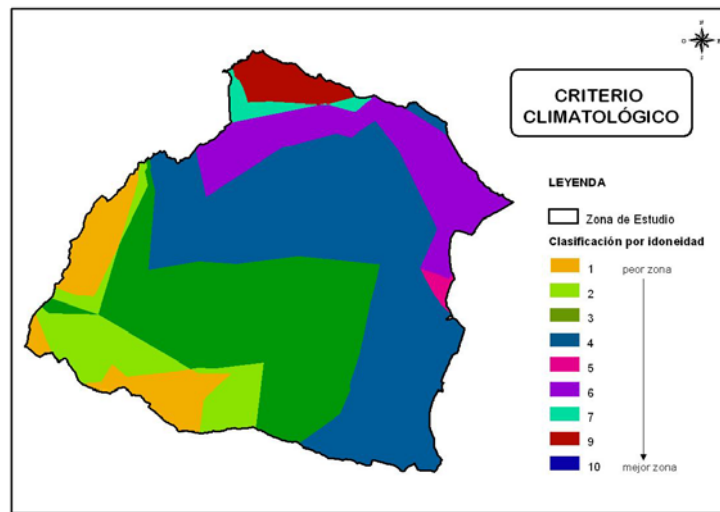 N
O
CRITERIO
CLIMATOLÓGICO
LEYENDA
Zona de Estudio
Clasificación por idoneidad
1 peor zona
2
3
4
5
6
7
9
10 mejor zona